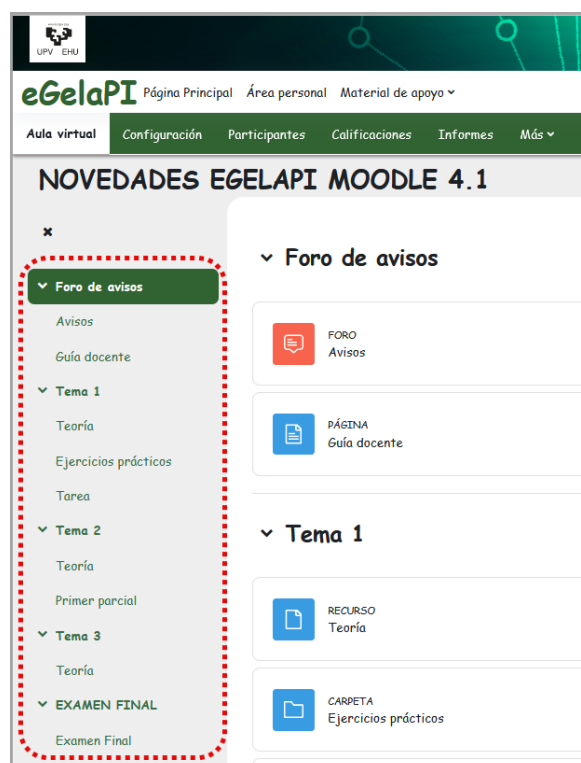 UPV EHU
eGelaPI Página Principal Área personal Material de apoyo
Aula virtual Configuración Participantes Calificaciones Informes Más
NOVEDADES EGELAPI MOODLE 4.1
Foro de avisos
Avisos
Guía docente
Tema 1
Teoría
Ejercicios prácticos
Tarea
Tema 2
Teoría
Primer parcial
Tema 3
Teoría
EXAMEN FINAL
Examen Final
Foro de avisos
FORO
Avisos
PÁGINA
Guía docente
Tema 1
RECURSO
Teoría
CARPETA
Ejercicios prácticos